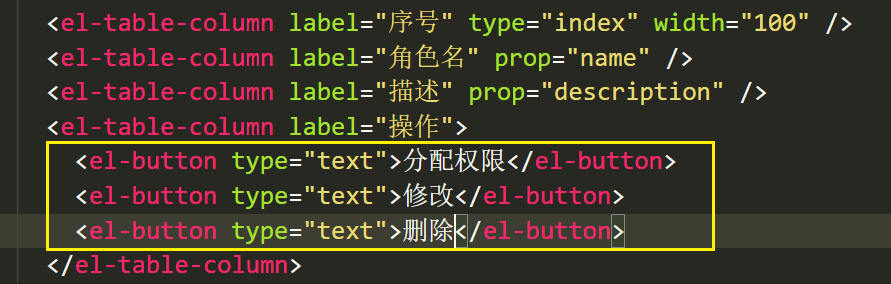 <el-table-column label="序号" type="index" width="100" />
<el-table-column label="角色名" prop="name" />
<el-table-column label="描述" prop="description" />
<el-table-column label="操作">
<el-button type="text">分配权限</el-button>
<el-button type="text">修改</el-button>
<el-button type="text">删除</el-button>
</el-table-column>